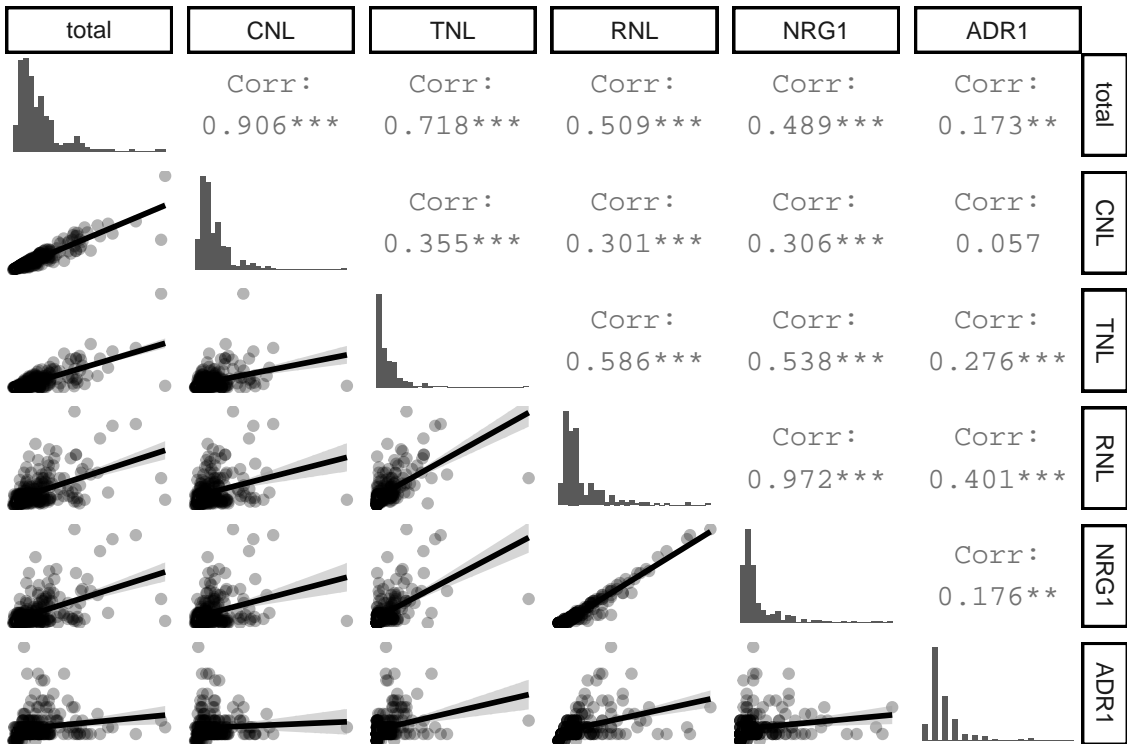 total CNL TNL RNL NRG1 ADR1
Corr: Corr: Corr: Corr: Corr:
0.906*** 0.718*** 0.509*** 0.489*** 0.173**
total
Corr: Corr: Corr: Corr:
0.355*** 0.301*** 0.306*** 0.057
CNL
Corr: Corr: Corr:
0.586*** 0.538*** 0.276***
TNL
Corr: Corr:
0.972*** 0.401***
RNL
Corr:
0.176**
NRG1
ADR1